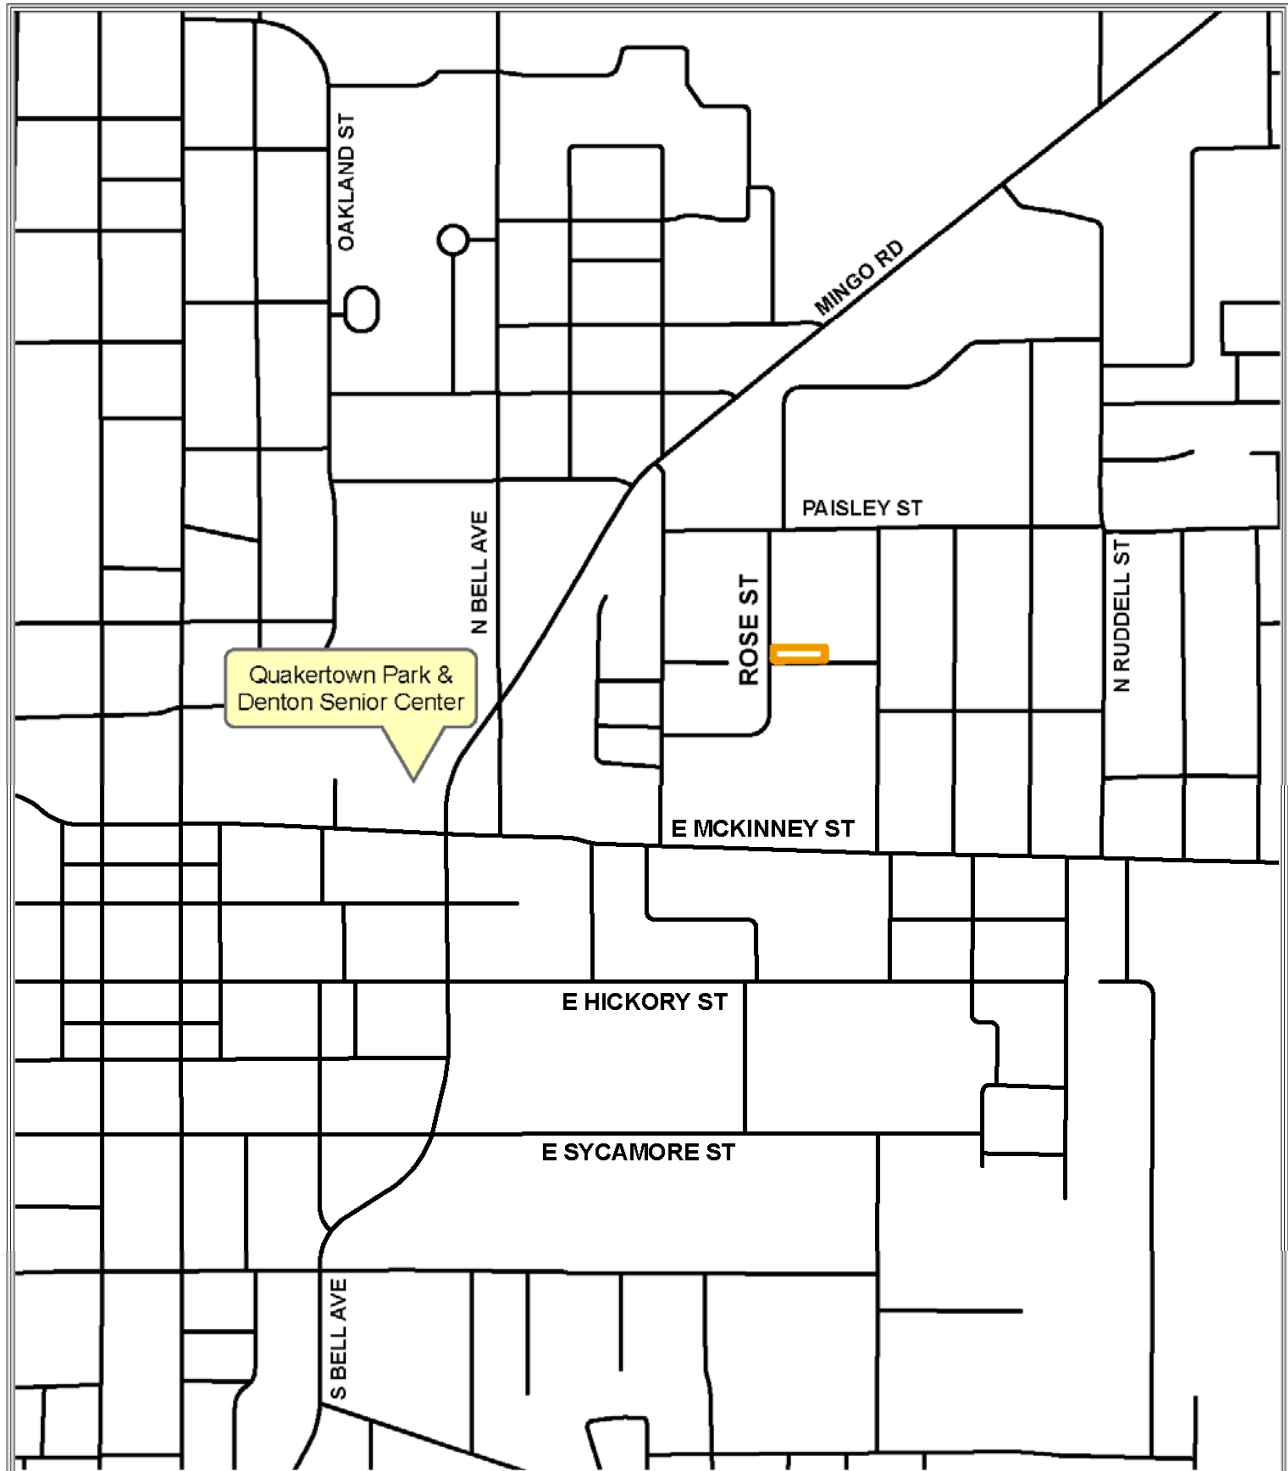 OAKLAND ST
MINGO RD
PAISLEY ST
N BELL AVE
N RUDDELL ST
ROSE ST
Quakertown Park &
Denton Senior Center
E MCKINNEY ST
E HICKORY ST
E SYCAMORE ST
S BELL AVE